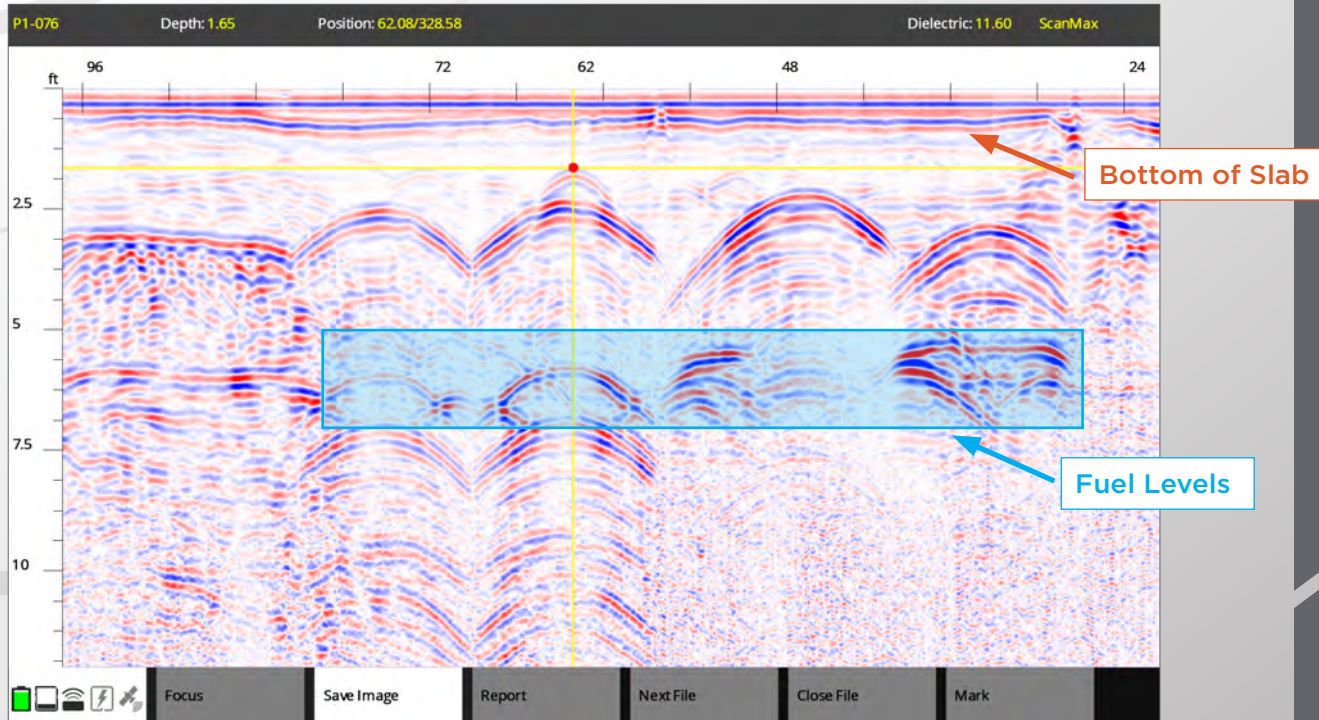 P1-076 Depth: 1.65 Position: 62.08/328.58 Dielectric: 11.60 ScanMax
96 72 62 48 24
ft
Bottom of Slab
2.5
5
7.5
Fuel Levels
10
Focus Save Image Report Next File Close File Mark